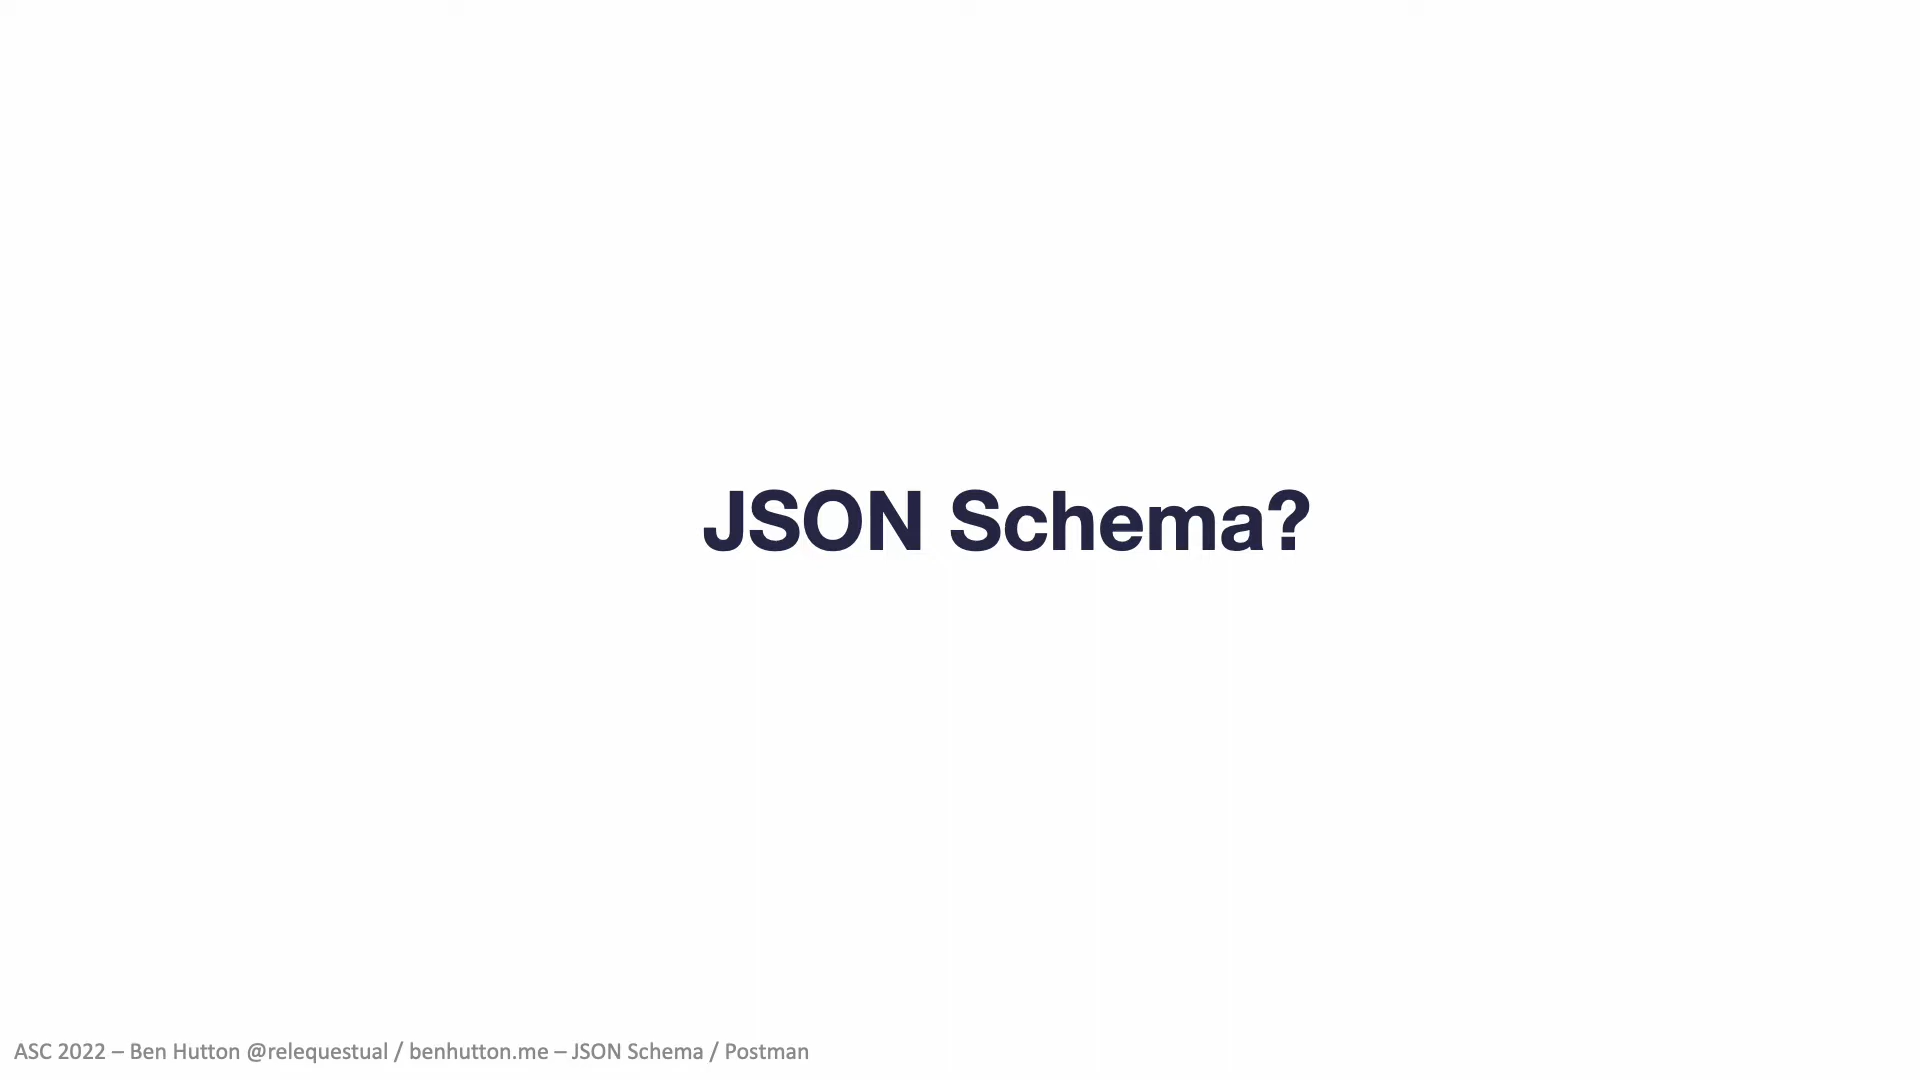 JSON Schema?
ASC 2022 – Ben Hutton @relequestual / benhutton.me – JSON Schema / Postman